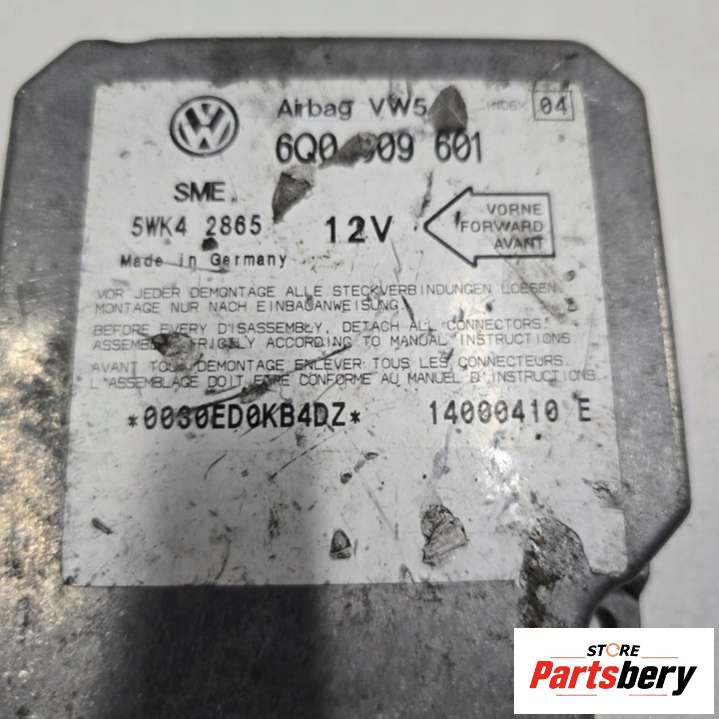 Airbag VW5
INDEX 04
6Q0 909 601
SME
5WK4 2865
12V
VORNE
FORWARD
AVANT
Made in Germany
VOR JEDER DEMONTAGE ALLE STECKVERBINDUNGEN LOESEN.
MONTAGE NUR NACH EINBAUANWEISUNG.
BEFORE EVERY DISASSEMBLY, DETACH ALL CONNECTORS.
ACCORDING TO MANUAL INSTRUCTIONS.
AVANT TOUT DEMONTAGE ENLEVER TOUS LES CONNECTEURS.
L'ASSEMBLAGE DOIT ETRE CONFORME AU MANUEL D'INSTRUCTIONS.
*0030ED0KB4DZ*
14000410 E
STORE
Partsbery